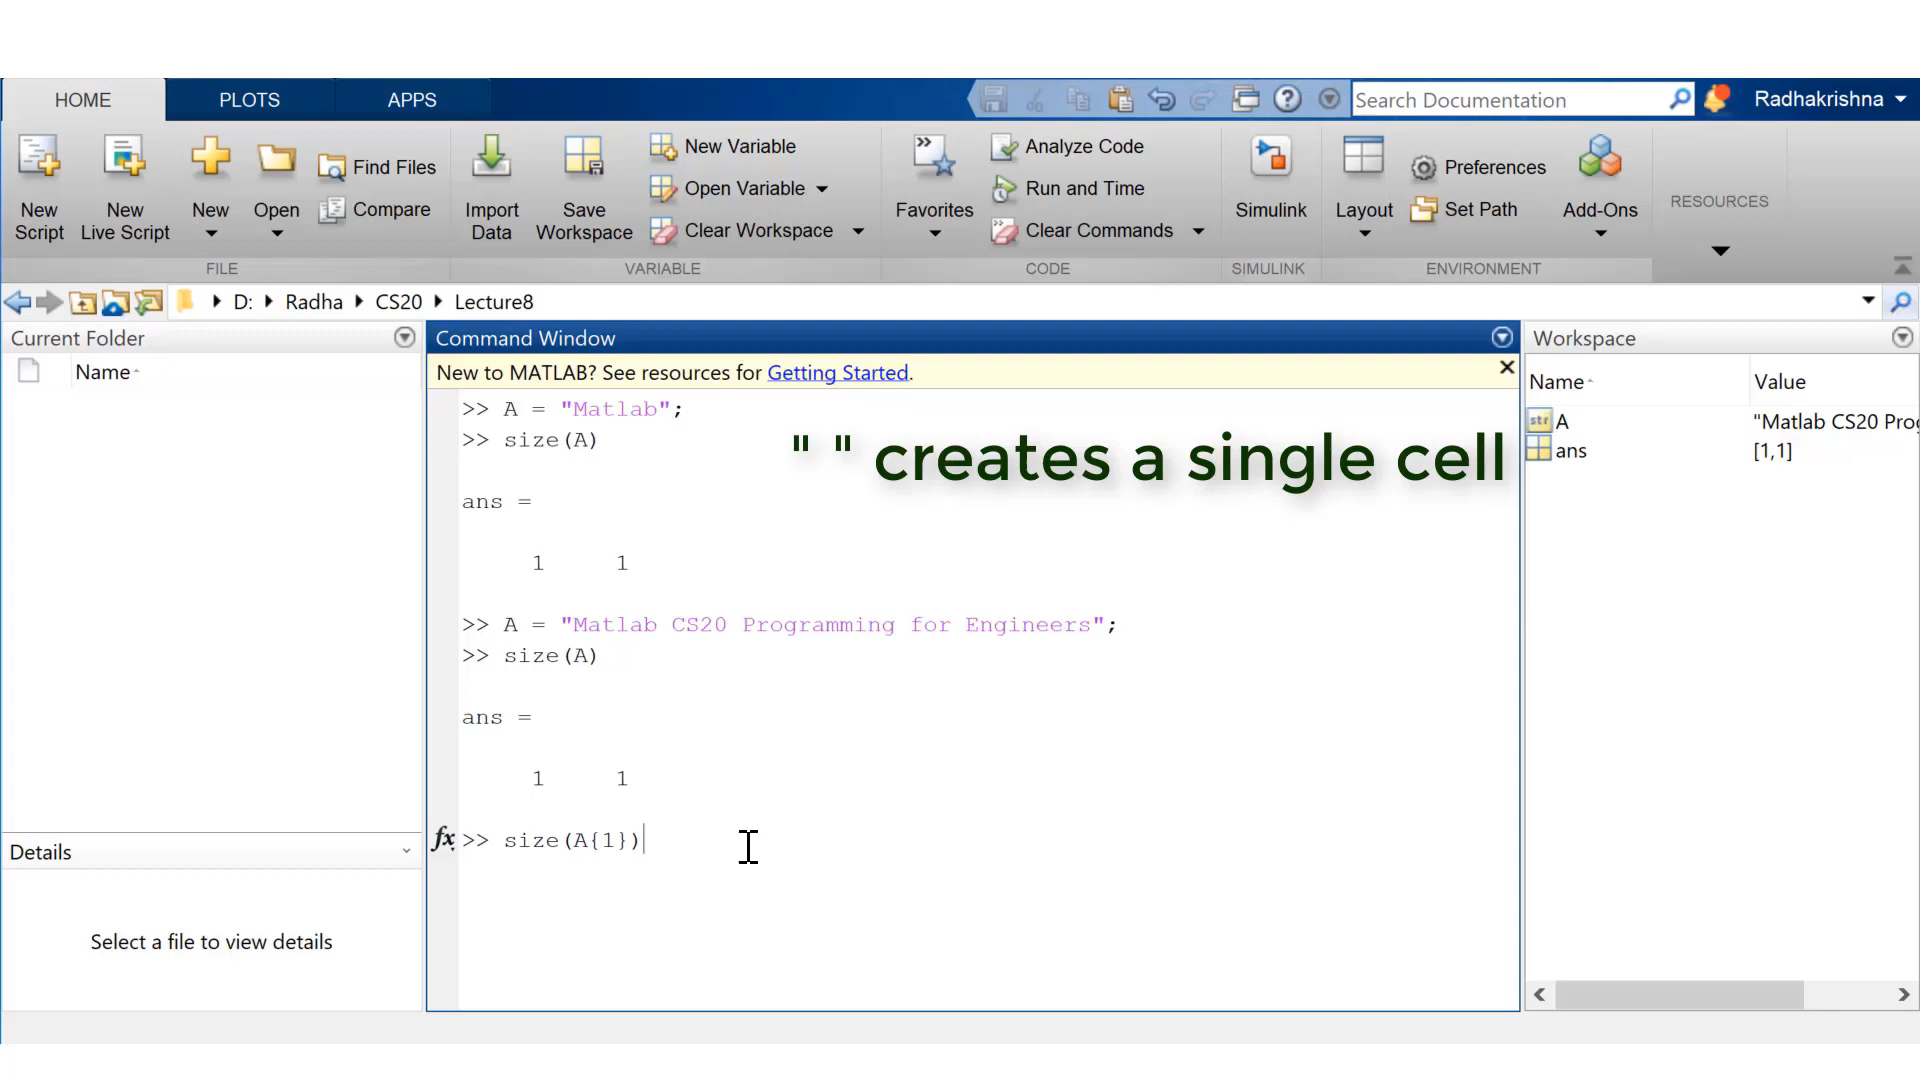 HOME PLOTS APPS Search Documentation Radhakrishna
New Script
New Live Script
New
Open
Find Files
Compare
Import Data
Save Workspace
New Variable
Open Variable
Clear Workspace
Favorites
Analyze Code
Run and Time
Clear Commands
Simulink
Layout
Preferences
Set Path
Add-Ons
RESOURCES
FILE VARIABLE CODE SIMULINK ENVIRONMENT
D: Radha CS20 Lecture8
Current Folder
Name
Details
Select a file to view details
Command Window
New to MATLAB? See resources for Getting Started.
>> A = "Matlab";
>> size(A)
" " creates a single cell
ans =
1 1
>> A = "Matlab CS20 Programming for Engineers";
>> size(A)
ans =
1 1
fx >> size(A{1})
Workspace
Name Value
str A "Matlab CS20 Prog
ans [1,1]